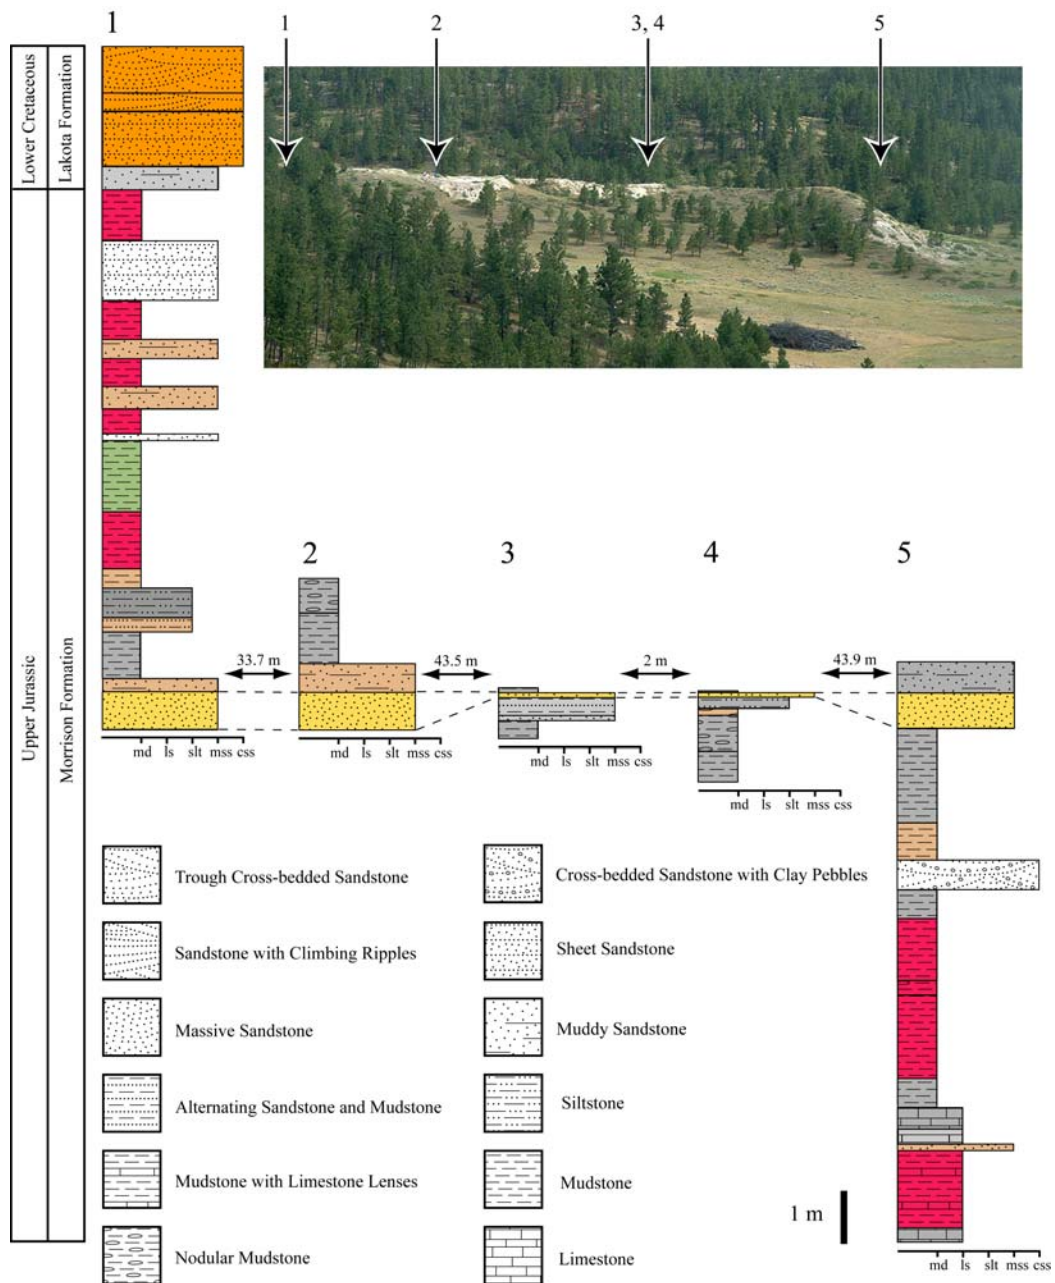 1
1
2
3, 4
5
Lower Cretaceous
Lakota Formation
Upper Jurassic
Morrison Formation
2
3
4
5
33.7 m
43.5 m
2 m
43.9 m
md ls slt mss css
md ls slt mss css
md ls slt mss css
md ls slt mss css
md ls slt mss css
Trough Cross-bedded Sandstone
Cross-bedded Sandstone with Clay Pebbles
Sandstone with Climbing Ripples
Sheet Sandstone
Massive Sandstone
Muddy Sandstone
Alternating Sandstone and Mudstone
Siltstone
Mudstone with Limestone Lenses
Mudstone
Nodular Mudstone
Limestone
1 m